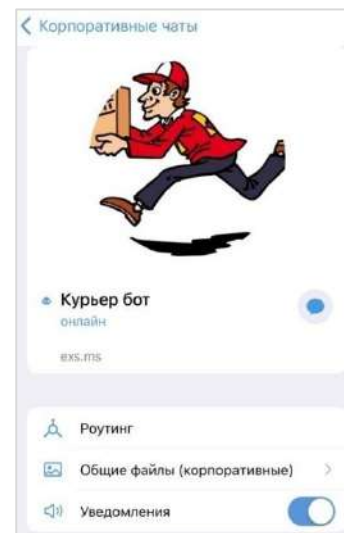 Корпоративные чаты
Курьер бот
онлайн
exs.ms
Роутинг
Общие файлы (корпоративные)
Уведомления